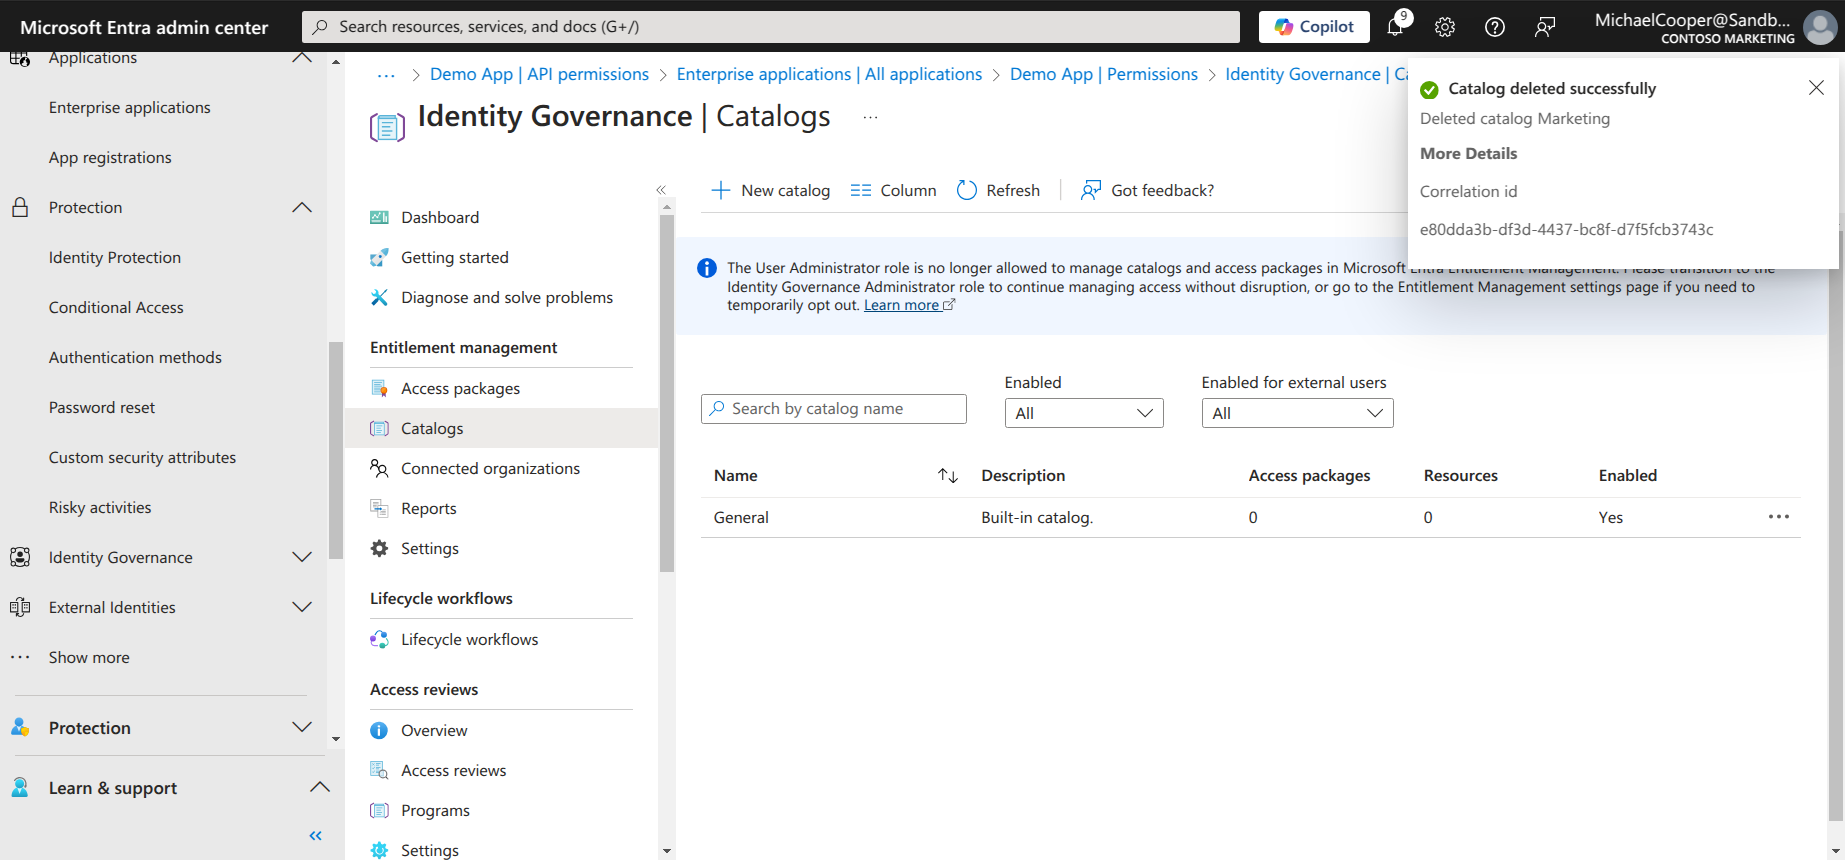 Microsoft Entra admin center
Search resources, services, and docs (G+/)
Copilot
9
MichaelCooper@Sandb...
CONTOSO MARKETING
Applications
Enterprise applications
App registrations
Protection
Identity Protection
Conditional Access
Authentication methods
Password reset
Custom security attributes
Risky activities
Identity Governance
External Identities
Show more
Protection
Learn & support
... > Demo App | API permissions > Enterprise applications | All applications > Demo App | Permissions > Identity Governance | Ca
Identity Governance | Catalogs ...
Dashboard
Getting started
Diagnose and solve problems
Entitlement management
Access packages
Catalogs
Connected organizations
Reports
Settings
Lifecycle workflows
Lifecycle workflows
Access reviews
Overview
Access reviews
Programs
Settings
New catalog
Column
Refresh
Got feedback?
The User Administrator role is no longer allowed to manage catalogs and access packages in Microsoft Entra Entitlement Management. Please transition to the
Identity Governance Administrator role to continue managing access without disruption, or go to the Entitlement Management settings page if you need to
temporarily opt out. Learn more
Search by catalog name
Enabled
All
Enabled for external users
All
Name Description Access packages Resources Enabled
General Built-in catalog. 0 0 Yes ...
Catalog deleted successfully
Deleted catalog Marketing
More Details
Correlation id
e80dda3b-df3d-4437-bc8f-d7f5fcb3743c